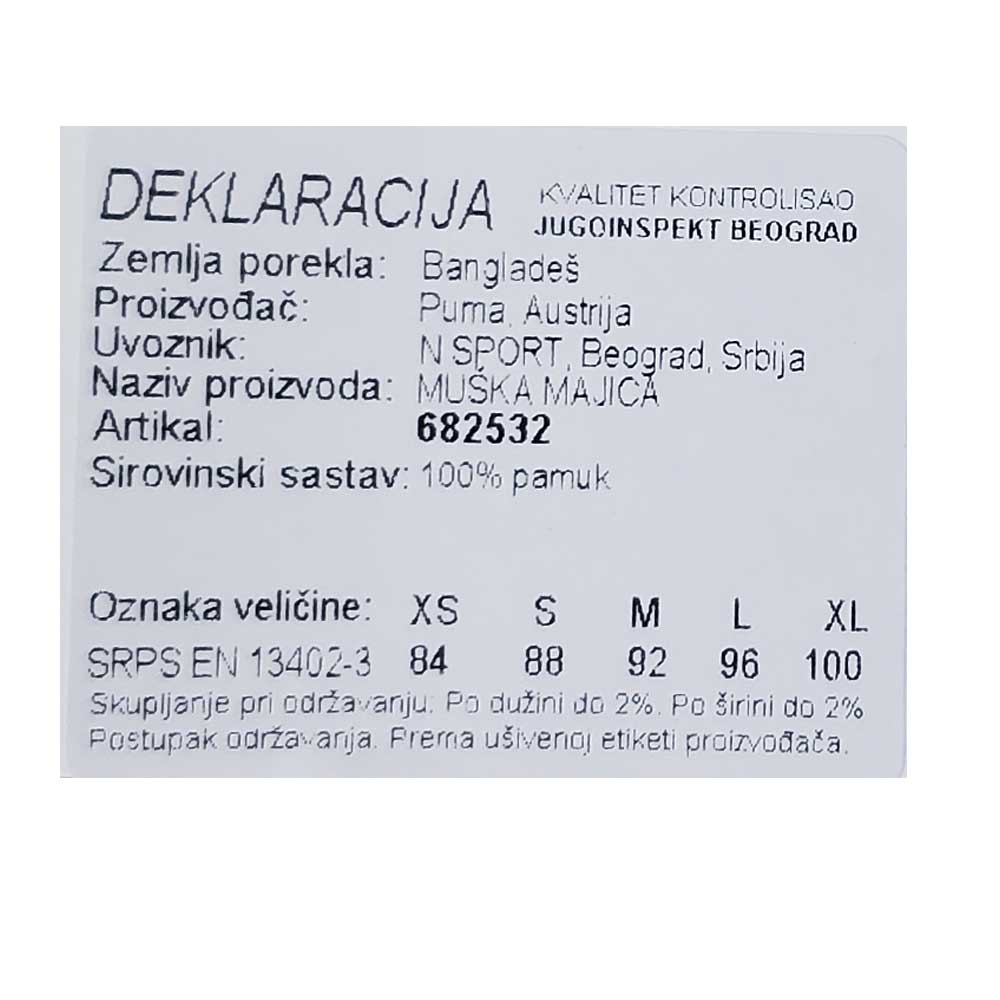 DEKLARACIJA
KVALITET KONTROLISAO
JUGOINSPEKT BEOGRAD
Zemlja porekla: Bangladeš
Proizvođač: Puma, Austrija
Uvoznik: N SPORT, Beograd, Srbija
Naziv proizvoda: MUŠKA MAJICA
Artikal: 682532
Sirovinski sastav: 100% pamuk
Oznaka veličine: XS S M L XL
SRPS EN 13402-3 84 88 92 96 100
Skupljanje pri održavanju: Po dužini do 2%. Po širini do 2%
Postupak održavanja. Prema ušivenoj etiketi proizvođača.